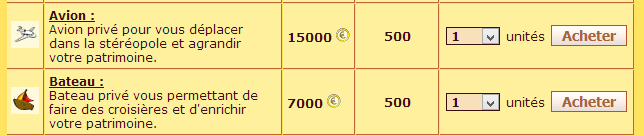 Avion :
Avion privé pour vous déplacer
dans la stéréopole et agrandir
votre patrimoine.
15000 €
500
1 unités Acheter
Bateau :
Bateau privé vous permettant de
faire des croisières et d'enrichir
votre patrimoine.
7000 €
500
1 unités Acheter